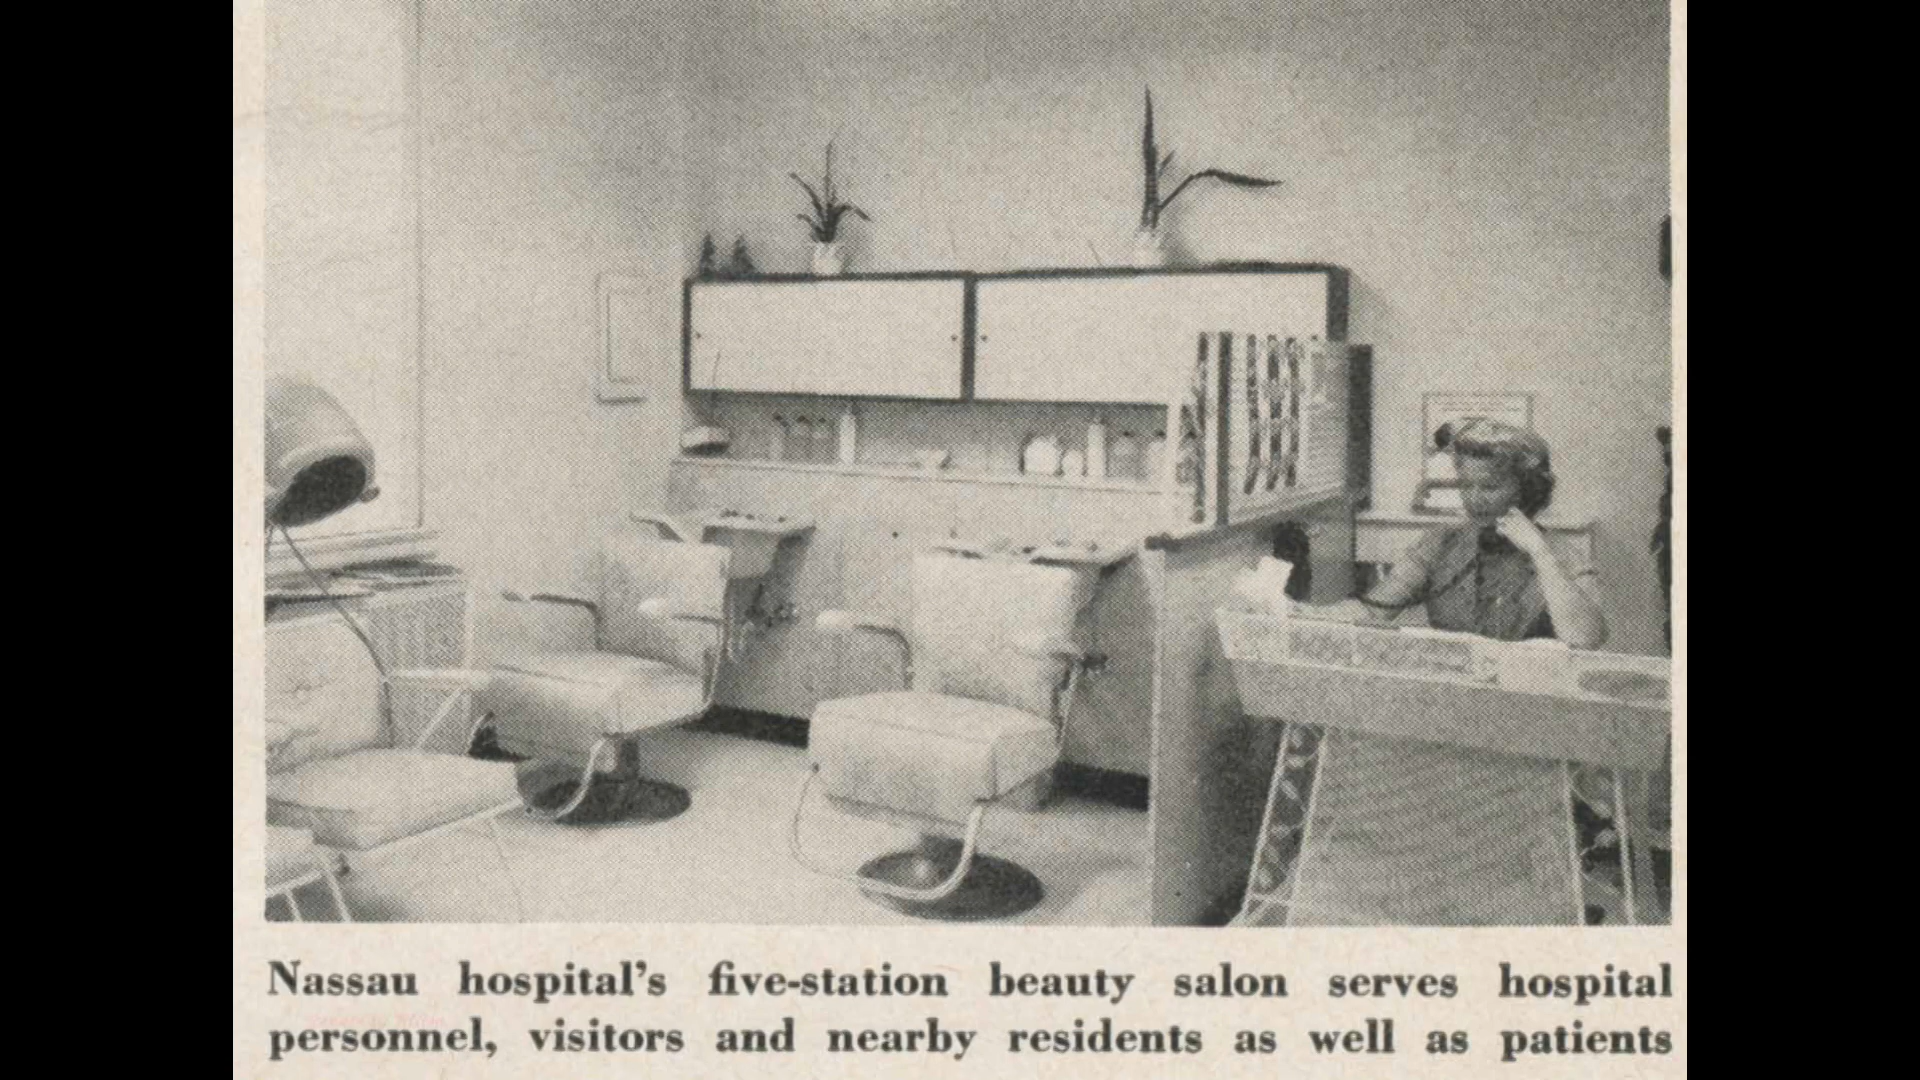 Nassau hospital's five-station beauty salon serves hospital
personnel, visitors and nearby residents as well as patients